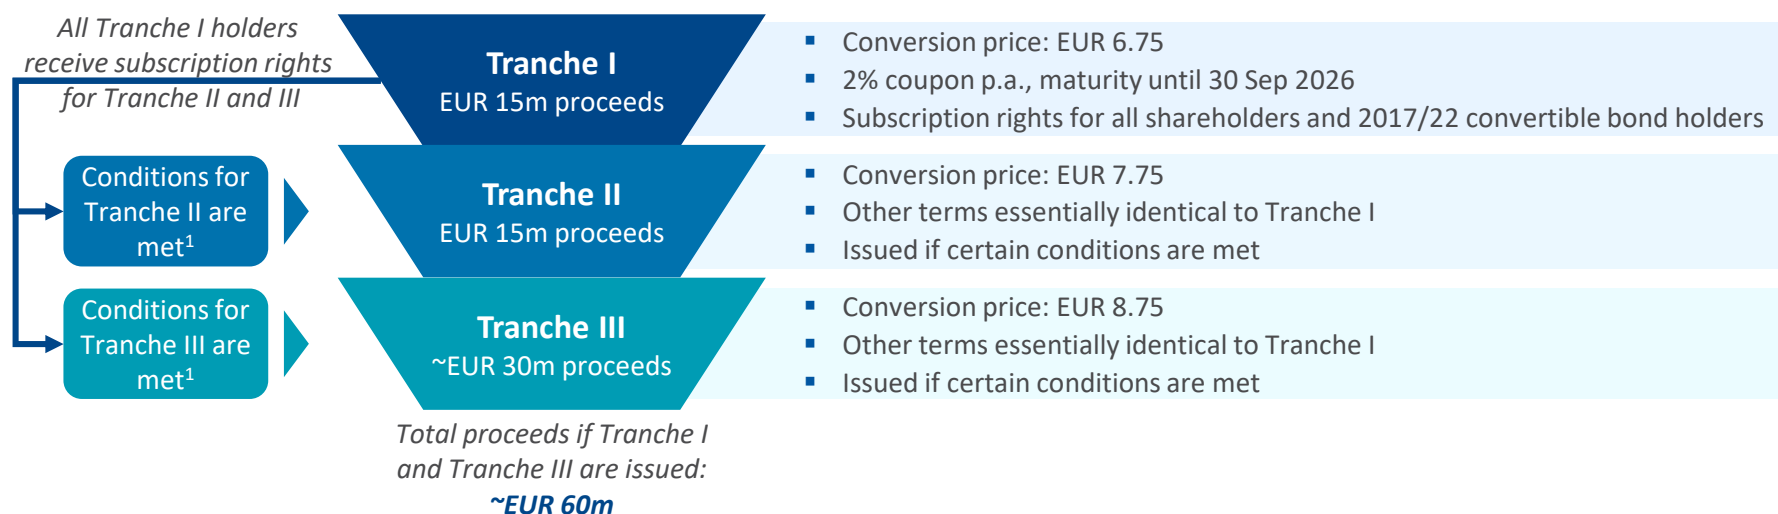 All Tranche I holders
receive subscription rights
for Tranche II and III
Tranche I
EUR 15m proceeds
▪ Conversion price: EUR 6.75
▪ 2% coupon p.a., maturity until 30 Sep 2026
▪ Subscription rights for all shareholders and 2017/22 convertible bond holders
Conditions for
Tranche II are
met¹
Tranche II
EUR 15m proceeds
▪ Conversion price: EUR 7.75
▪ Other terms essentially identical to Tranche I
▪ Issued if certain conditions are met
Conditions for
Tranche III are
met¹
Tranche III
~EUR 30m proceeds
▪ Conversion price: EUR 8.75
▪ Other terms essentially identical to Tranche I
▪ Issued if certain conditions are met
Total proceeds if Tranche I
and Tranche III are issued:
~EUR 60m